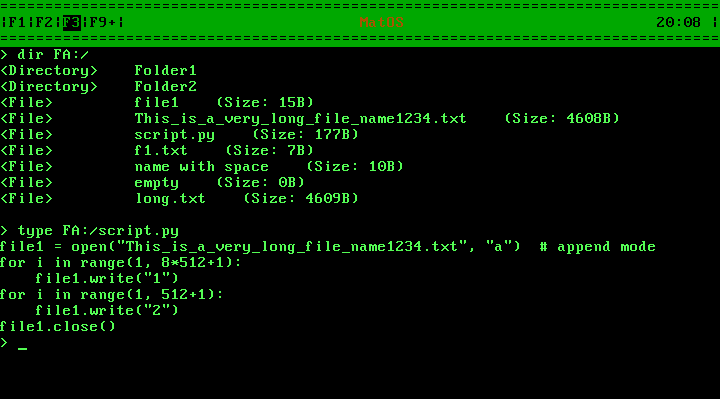 ================================================================================
|F1|F2|F3|F9+| MatOS 20:08 |
================================================================================
> dir FA:/
<Directory>    Folder1
<Directory>    Folder2
<File>         file1    (Size: 15B)
<File>         This_is_a_very_long_file_name1234.txt    (Size: 4608B)
<File>         script.py    (Size: 177B)
<File>         f1.txt    (Size: 7B)
<File>         name with space    (Size: 10B)
<File>         empty    (Size: 0B)
<File>         long.txt    (Size: 4609B)
> type FA:/script.py
file1 = open("This_is_a_very_long_file_name1234.txt", "a")  # append mode
for i in range(1, 8*512+1):
    file1.write("1")
for i in range(1, 512+1):
    file1.write("2")
file1.close()
> _